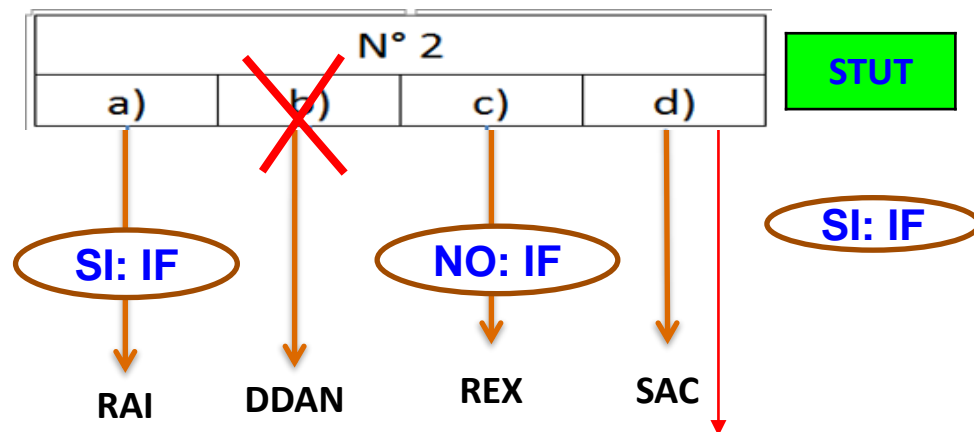 N° 2
STUT
a) b) c) d)
SI: IF
SI: IF NO: IF
RAI DDAN REX SAC